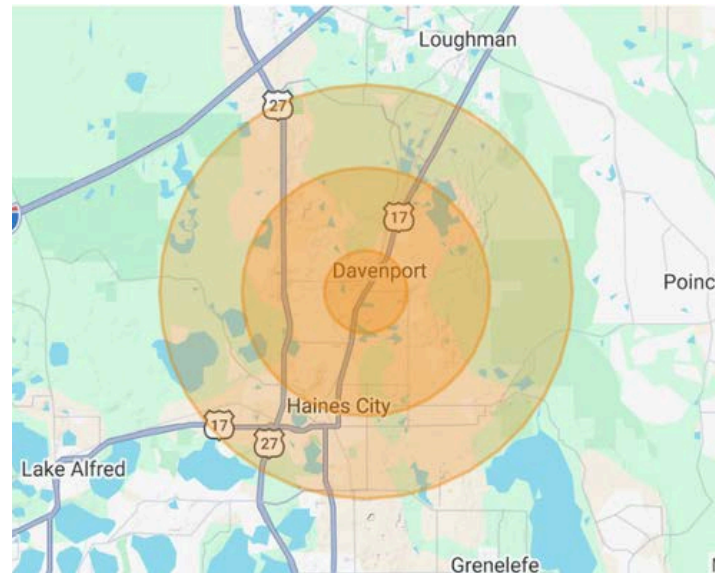 Loughman
27
17
Davenport
Poinc
Haines City
17
27
Lake Alfred
Grenelefe